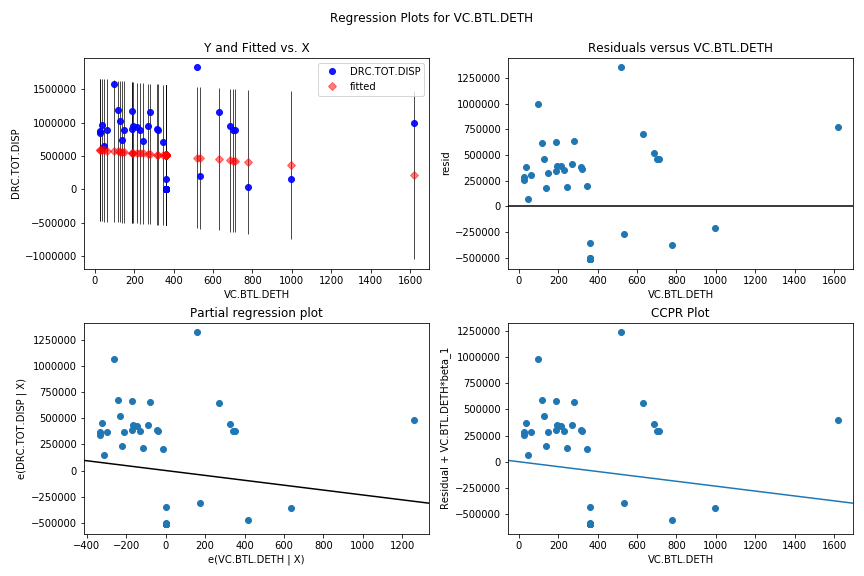 Regression Plots for VC.BTL.DETH
Y and Fitted vs. X
DRC.TOT.DISP
1500000
1000000
500000
0
−500000
−1000000
DRC.TOT.DISP
fitted
0 200 400 600 800 1000 1200 1400 1600
VC.BTL.DETH
Residuals versus VC.BTL.DETH
resid
1250000
1000000
750000
500000
250000
0
−250000
−500000
0 200 400 600 800 1000 1200 1400 1600
VC.BTL.DETH
Partial regression plot
e(DRC.TOT.DISP | X)
1250000
1000000
750000
500000
250000
0
−250000
−500000
−400 −200 0 200 400 600 800 1000 1200
e(VC.BTL.DETH | X)
CCPR Plot
Residual + VC.BTL.DETH*beta_1
1250000
1000000
750000
500000
250000
0
−250000
−500000
0 200 400 600 800 1000 1200 1400 1600
VC.BTL.DETH